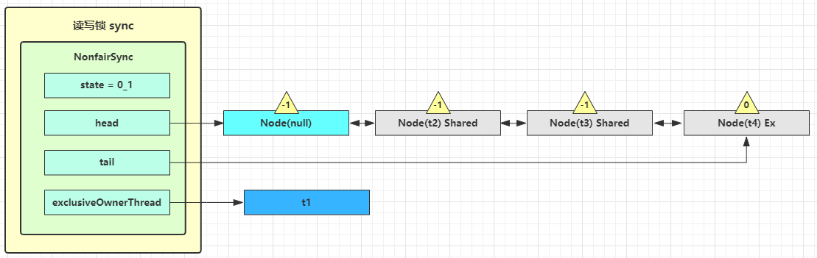 读写锁 sync
NonfairSync
state = 0_1
head
tail
exclusiveOwnerThread
-1
Node(null)
-1
Node(t2) Shared
-1
Node(t3) Shared
0
Node(t4) Ex
t1